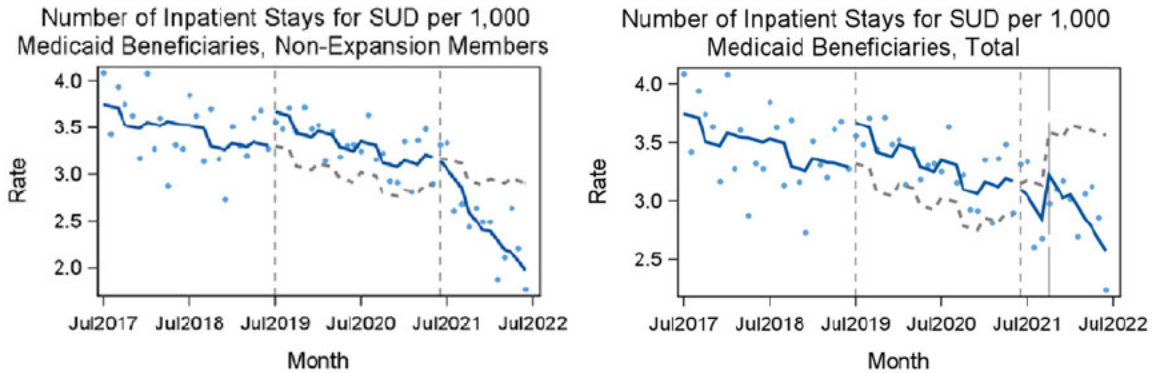 Number of Inpatient Stays for SUD per 1,000
Medicaid Beneficiaries, Non-Expansion Members
4.0
3.5
3.0
2.5
2.0
Rate
Jul2017 Jul2018 Jul2019 Jul2020 Jul2021 Jul2022
Month
Number of Inpatient Stays for SUD per 1,000
Medicaid Beneficiaries, Total
4.0
3.5
3.0
2.5
Rate
Jul2017 Jul2018 Jul2019 Jul2020 Jul2021 Jul2022
Month